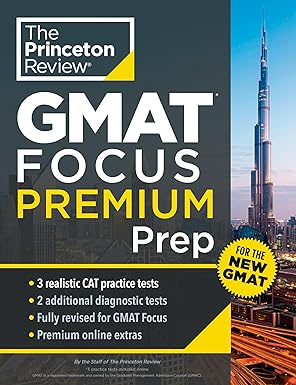 The
Princeton
Review®
GMAT®
FOCUS
PREMIUM
Prep
FOR THE
NEW
GMAT
• 3 realistic CAT practice tests
• 2 additional diagnostic tests
• Fully revised for GMAT Focus
• Premium online extras
By the Staff of The Princeton Review
*3 practice tests included online
GMAT is a registered trademark and owned by the Graduate Management Admission Council (GMAC).